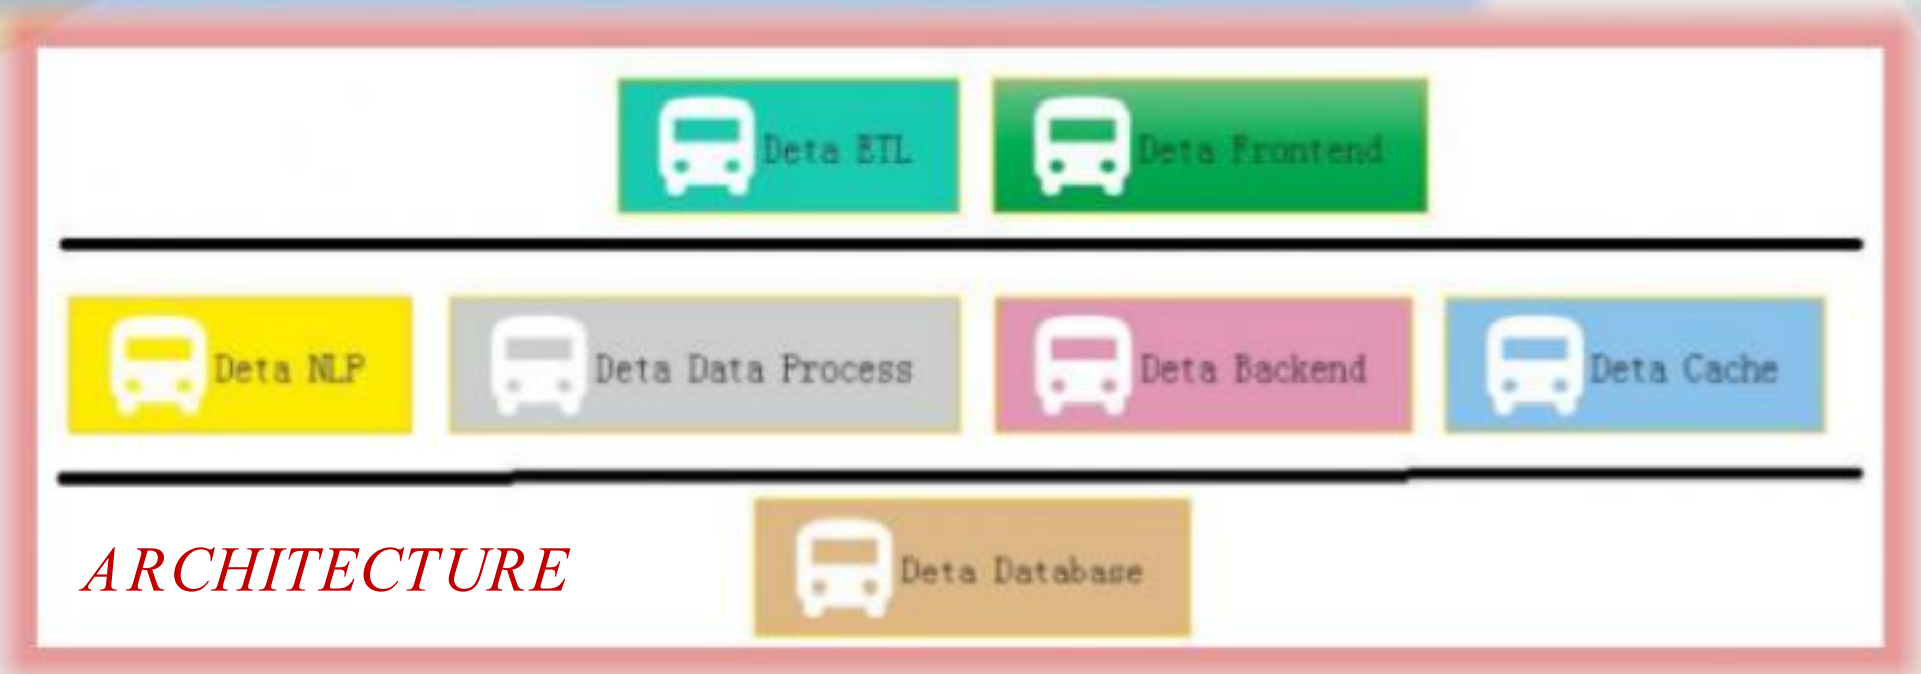 Deta ETL
Deta Frontend
Deta NLP
Deta Data Process
Deta Backend
Deta Cache
ARCHITECTURE
Deta Database